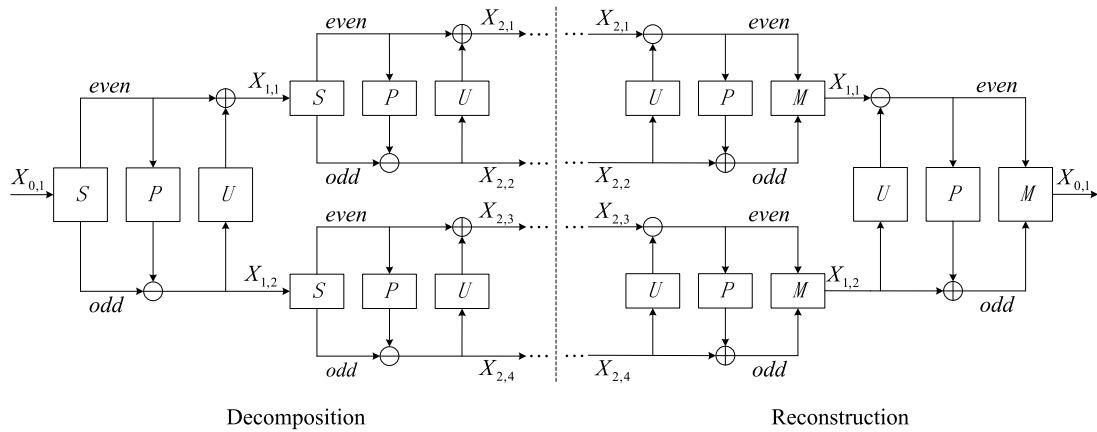 even X2,1 ··· ··· X2,1 even
even X1,1 S P U U P M X1,1 even
odd X2,2 ··· ··· X2,2 odd
X0,1 S P U U P M X0,1
even X2,3 ··· ··· X2,3 even
odd X1,2 S P U U P M X1,2 odd
odd X2,4 ··· ··· X2,4 odd
Decomposition Reconstruction